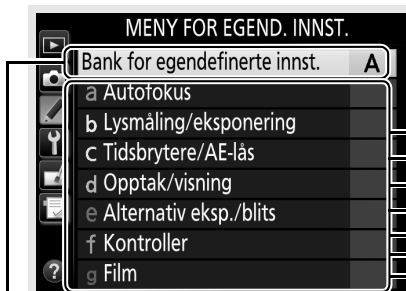 MENY FOR EGEND. INNST.
Bank for egendefinerte innst. A
a Autofokus
b Lysmåling/eksponering
c Tidsbrytere/AE-lås
d Opptak/visning
e Alternativ eksp./blits
f Kontroller
g Film
?